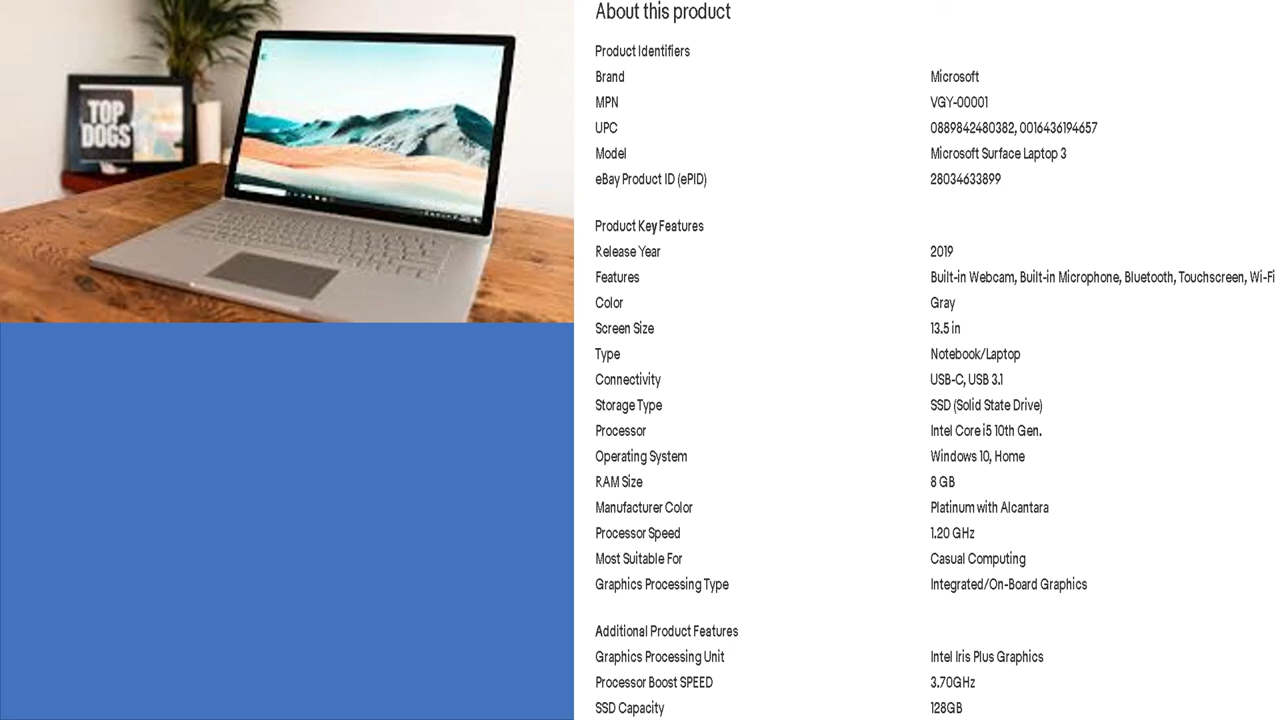 TOP
DOGS
About this product
Product Identifiers
Brand Microsoft
MPN VGY-00001
UPC 0889842480382, 0016436194657
Model Microsoft Surface Laptop 3
eBay Product ID (ePID) 28034633899
Product Key Features
Release Year 2019
Features Built-in Webcam, Built-in Microphone, Bluetooth, Touchscreen, Wi-Fi
Color Gray
Screen Size 13.5 in
Type Notebook/Laptop
Connectivity USB-C, USB 3.1
Storage Type SSD (Solid State Drive)
Processor Intel Core i5 10th Gen.
Operating System Windows 10, Home
RAM Size 8 GB
Manufacturer Color Platinum with Alcantara
Processor Speed 1.20 GHz
Most Suitable For Casual Computing
Graphics Processing Type Integrated/On-Board Graphics
Additional Product Features
Graphics Processing Unit Intel Iris Plus Graphics
Processor Boost SPEED 3.70GHz
SSD Capacity 128GB